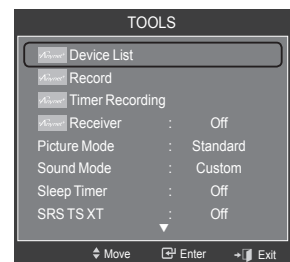 TOOLS
Device List
Record
Timer Recording
Receiver : Off
Picture Mode : Standard
Sound Mode : Custom
Sleep Timer : Off
SRS TS XT : Off
Move Enter Exit